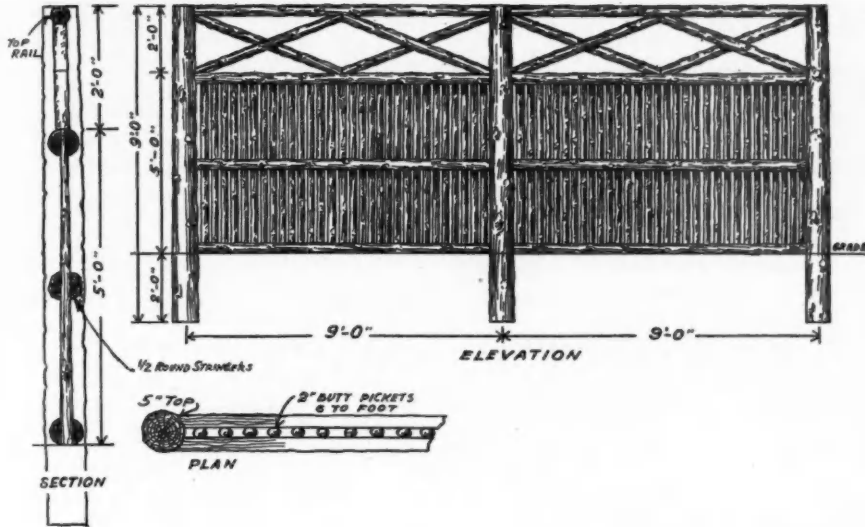 TOP
RAIL
2'-0"
5'-0"
½ ROUND STRINGERS
SECTION
9'-0"
2'-0"
5'-0"
2'-0"
GRADE
9'-0"
9'-0"
ELEVATION
5" TOP
2" BUTT PICKETS
6 TO FOOT
PLAN